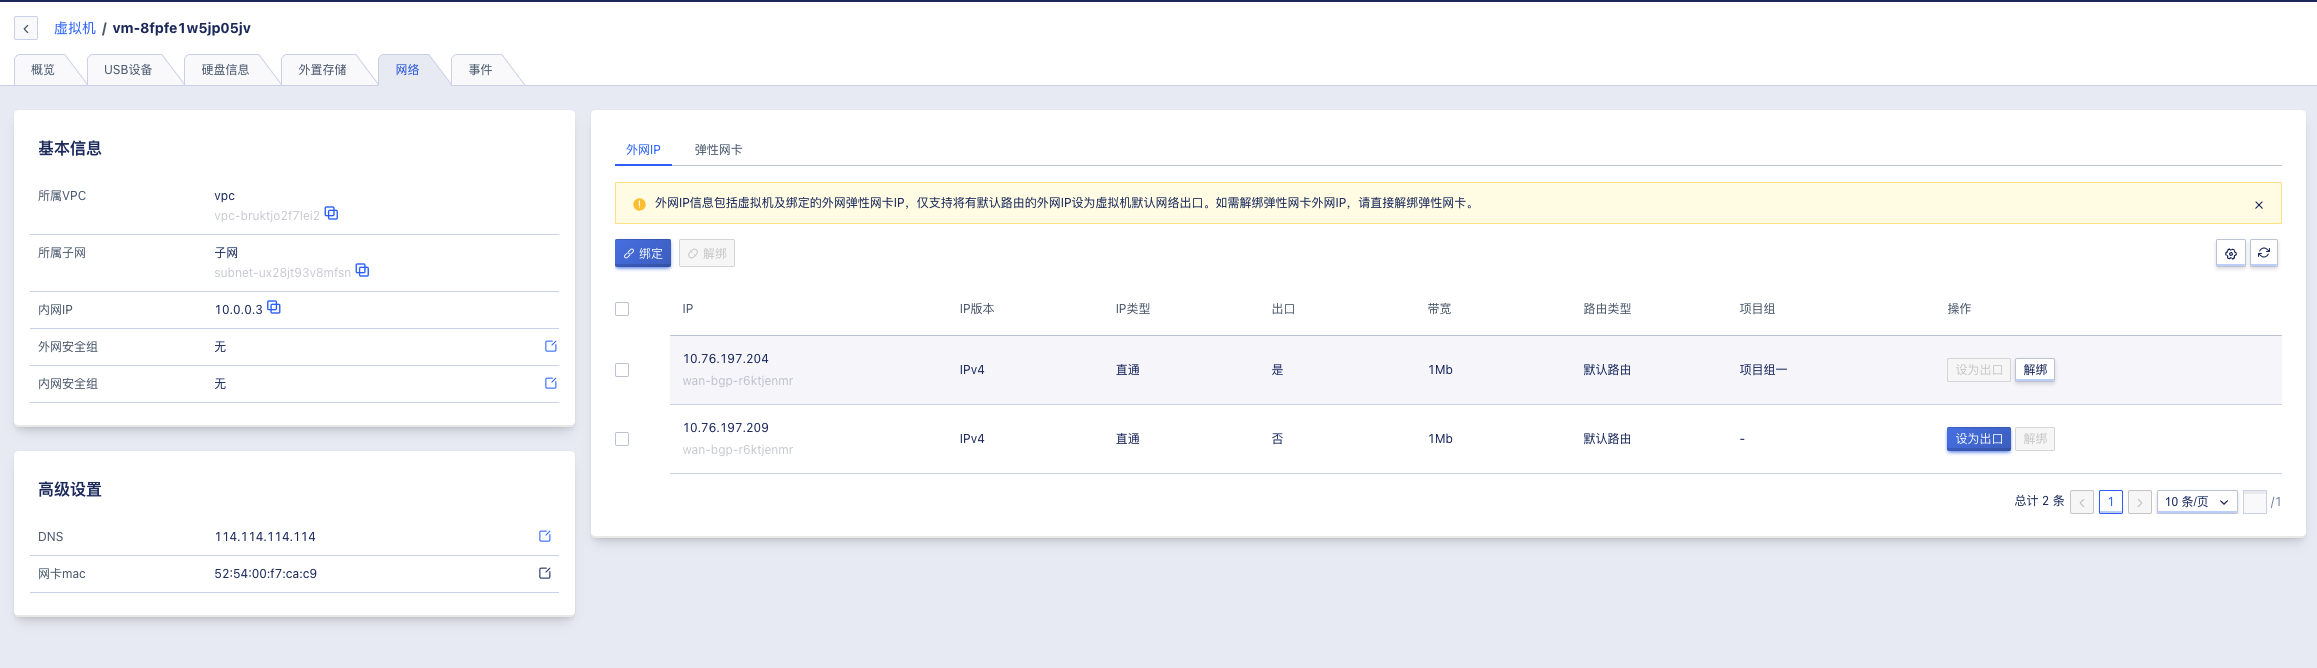 虚拟机 / vm-8fpfe1w5jp05jv
概览 USB设备 硬盘信息 外置存储 网络 事件
基本信息
所属VPC vpc
vpc-bruktjo2f7lei2
所属子网 子网
subnet-ux28jt93v8mfsn
内网IP 10.0.0.3
外网安全组 无
内网安全组 无
高级设置
DNS 114.114.114.114
网卡mac 52:54:00:f7:ca:c9
外网IP 弹性网卡
外网IP信息包括虚拟机及绑定的外网弹性网卡IP，仅支持将有默认路由的外网IP设为虚拟机默认网络出口。如需解绑弹性网卡外网IP，请直接解绑弹性网卡。
绑定 解绑
IP IP版本 IP类型 出口 带宽 路由类型 项目组 操作
10.76.197.204
wan-bgp-r6ktjenmr
IPv4 直通 是 1Mb 默认路由 项目组一 设为出口 解绑
10.76.197.209
wan-bgp-r6ktjenmr
IPv4 直通 否 1Mb 默认路由 - 设为出口 解绑
总计 2 条 < 1 > 10 条/页 /1